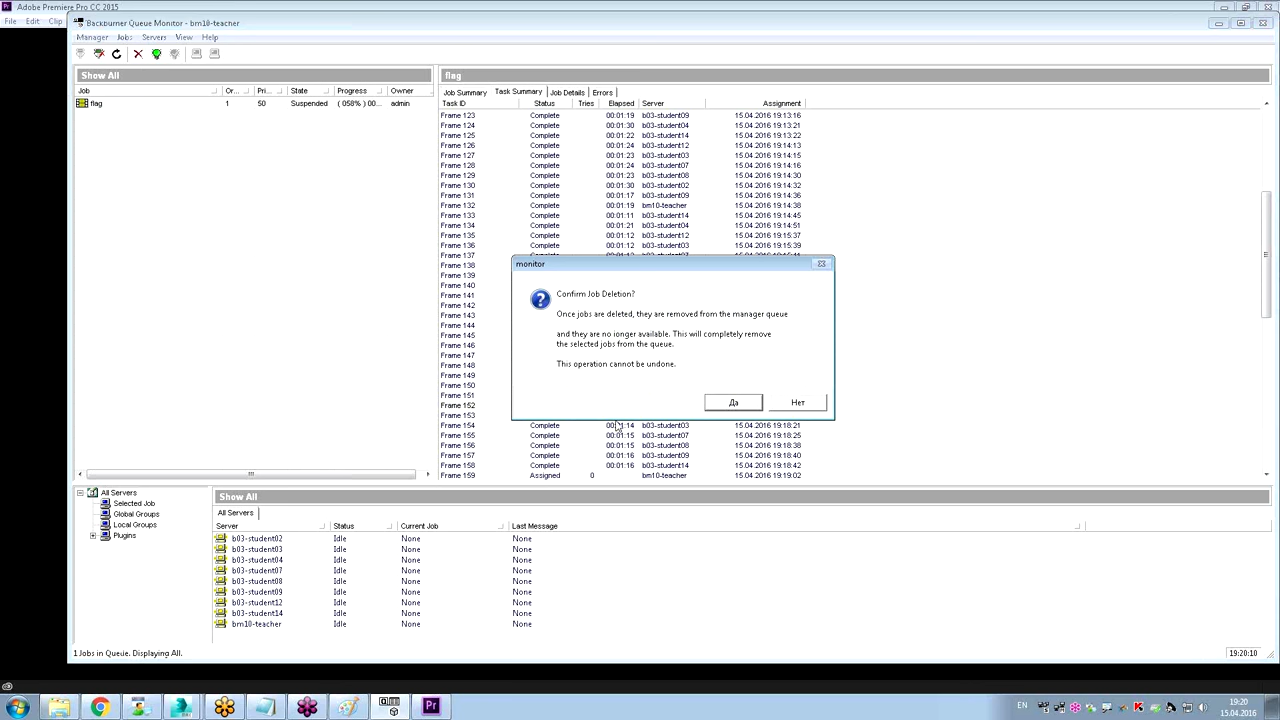 Adobe Premiere Pro CC 2015
File Edit Clip
Backburner Queue Monitor - bm10-teacher
Manager Jobs Servers View Help
Show All
flag
Job Or... Pri... State Progress Owner
flag 1 50 Suspended ( 058% ) 00... admin
Job Summary Task Summary Job Details Errors
Task ID Status Tries Elapsed Server Assignment
Frame 123 Complete 00:01:19 b03-student09 15.04.2016 19:13:16
Frame 124 Complete 00:01:30 b03-student04 15.04.2016 19:13:21
Frame 125 Complete 00:01:22 b03-student14 15.04.2016 19:13:22
Frame 126 Complete 00:01:24 b03-student12 15.04.2016 19:14:13
Frame 127 Complete 00:01:23 b03-student03 15.04.2016 19:14:15
Frame 128 Complete 00:01:24 b03-student07 15.04.2016 19:14:16
Frame 129 Complete 00:01:23 b03-student08 15.04.2016 19:14:30
Frame 130 Complete 00:01:30 b03-student02 15.04.2016 19:14:32
Frame 131 Complete 00:01:17 b03-student09 15.04.2016 19:14:36
Frame 132 Complete 00:01:19 bm10-teacher 15.04.2016 19:14:38
Frame 133 Complete 00:01:11 b03-student14 15.04.2016 19:14:45
Frame 134 Complete 00:01:21 b03-student04 15.04.2016 19:14:51
Frame 135 Complete 00:01:12 b03-student12 15.04.2016 19:15:37
Frame 136 Complete 00:01:12 b03-student03 15.04.2016 19:15:39
Frame 137
Frame 138
Frame 139
Frame 140
Frame 141
Frame 142
Frame 143
Frame 144
Frame 145
Frame 146
Frame 147
Frame 148
Frame 149
Frame 150
Frame 151
Frame 152
Frame 153
Frame 154 Complete 00:01:14 b03-student03 15.04.2016 19:18:21
Frame 155 Complete 00:01:15 b03-student07 15.04.2016 19:18:25
Frame 156 Complete 00:01:15 b03-student08 15.04.2016 19:18:38
Frame 157 Complete 00:01:16 b03-student09 15.04.2016 19:18:40
Frame 158 Complete 00:01:16 b03-student14 15.04.2016 19:18:42
Frame 159 Assigned 0 bm10-teacher 15.04.2016 19:19:02
monitor
Confirm Job Deletion?
Once jobs are deleted, they are removed from the manager queue
and they are no longer available. This will completely remove
the selected jobs from the queue.
This operation cannot be undone.
Да Нет
All Servers
Selected Job
Global Groups
Local Groups
Plugins
Show All
All Servers
Server Status Current Job Last Message
b03-student02 Idle None None
b03-student03 Idle None None
b03-student04 Idle None None
b03-student07 Idle None None
b03-student08 Idle None None
b03-student09 Idle None None
b03-student12 Idle None None
b03-student14 Idle None None
bm10-teacher Idle None None
1 Jobs in Queue. Displaying All.
19:20:10
Pr
EN
19:20
15.04.2016